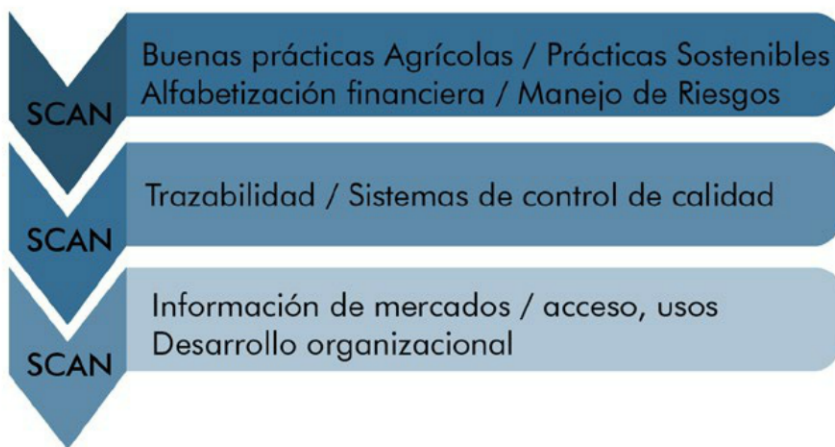 SCAN
Buenas prácticas Agrícolas / Prácticas Sostenibles
Alfabetización financiera / Manejo de Riesgos
SCAN
Trazabilidad / Sistemas de control de calidad
SCAN
Información de mercados / acceso, usos
Desarrollo organizacional